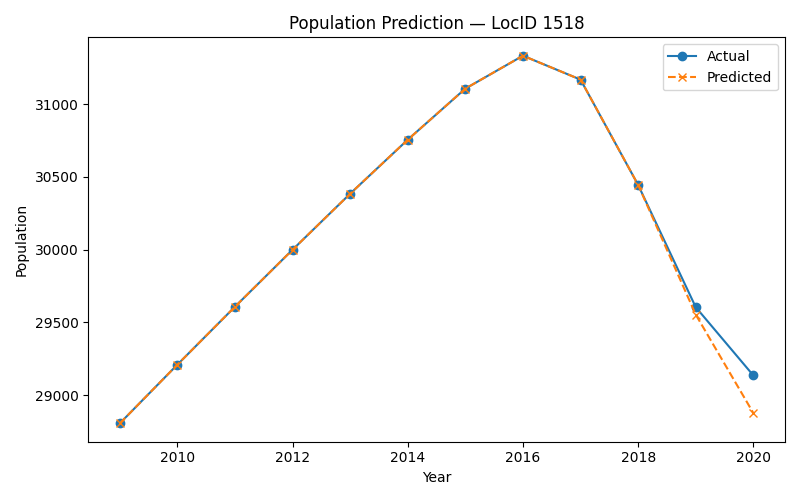 Population Prediction — LocID 1518
Actual
Predicted
31000
30500
30000
29500
29000
Population
2010
2012
2014
2016
2018
2020
Year